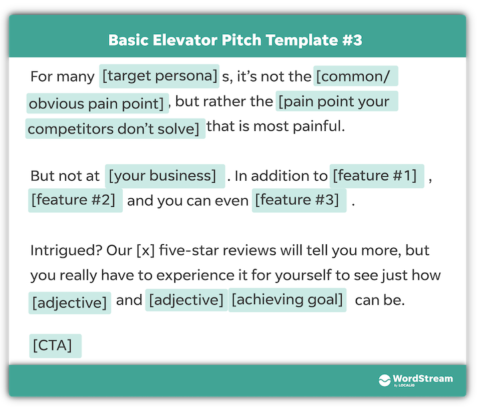 Basic Elevator Pitch Template #3
For many [target persona] s, it's not the [common/
obvious pain point] , but rather the [pain point your
competitors don't solve] that is most painful.
But not at [your business] . In addition to [feature #1] ,
[feature #2] and you can even [feature #3] .
Intrigued? Our [x] five-star reviews will tell you more, but
you really have to experience it for yourself to see just how
[adjective] and [adjective] [achieving goal] can be.
[CTA]
WordStream
by LOCALiQ